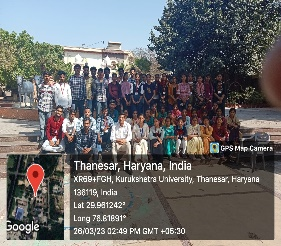 GPS Map Camera
Thanesar, Haryana, India
XR69+FGH, Kurukshetra University, Thanesar, Haryana
136119, India
Lat 29.961242°
Long 76.81891°
26/03/23 02:49 PM GMT +05:30
Google